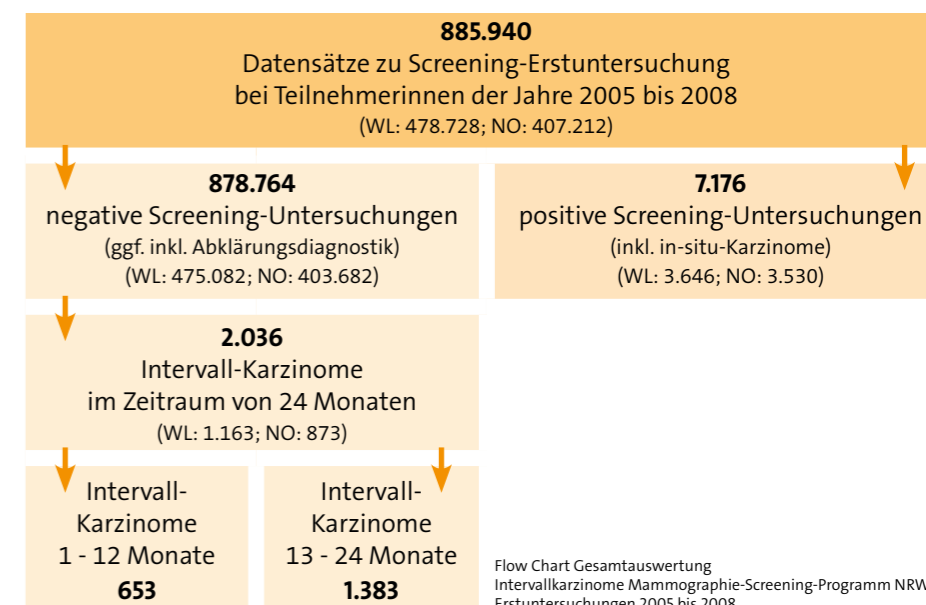 885.940
Datensätze zu Screening-Erstuntersuchung
bei Teilnehmerinnen der Jahre 2005 bis 2008
(WL: 478.728; NO: 407.212)
878.764
negative Screening-Untersuchungen
(ggf. inkl. Abklärungsdiagnostik)
(WL: 475.082; NO: 403.682)
7.176
positive Screening-Untersuchungen
(inkl. in-situ-Karzinome)
(WL: 3.646; NO: 3.530)
2.036
Intervall-Karzinome
im Zeitraum von 24 Monaten
(WL: 1.163; NO: 873)
Intervall-
Karzinome
1 - 12 Monate
653
Intervall-
Karzinome
13 - 24 Monate
1.383
Flow Chart Gesamtauswertung
Intervallkarzinome Mammographie-Screening-Programm NRW
Erstuntersuchungen 2005 bis 2008